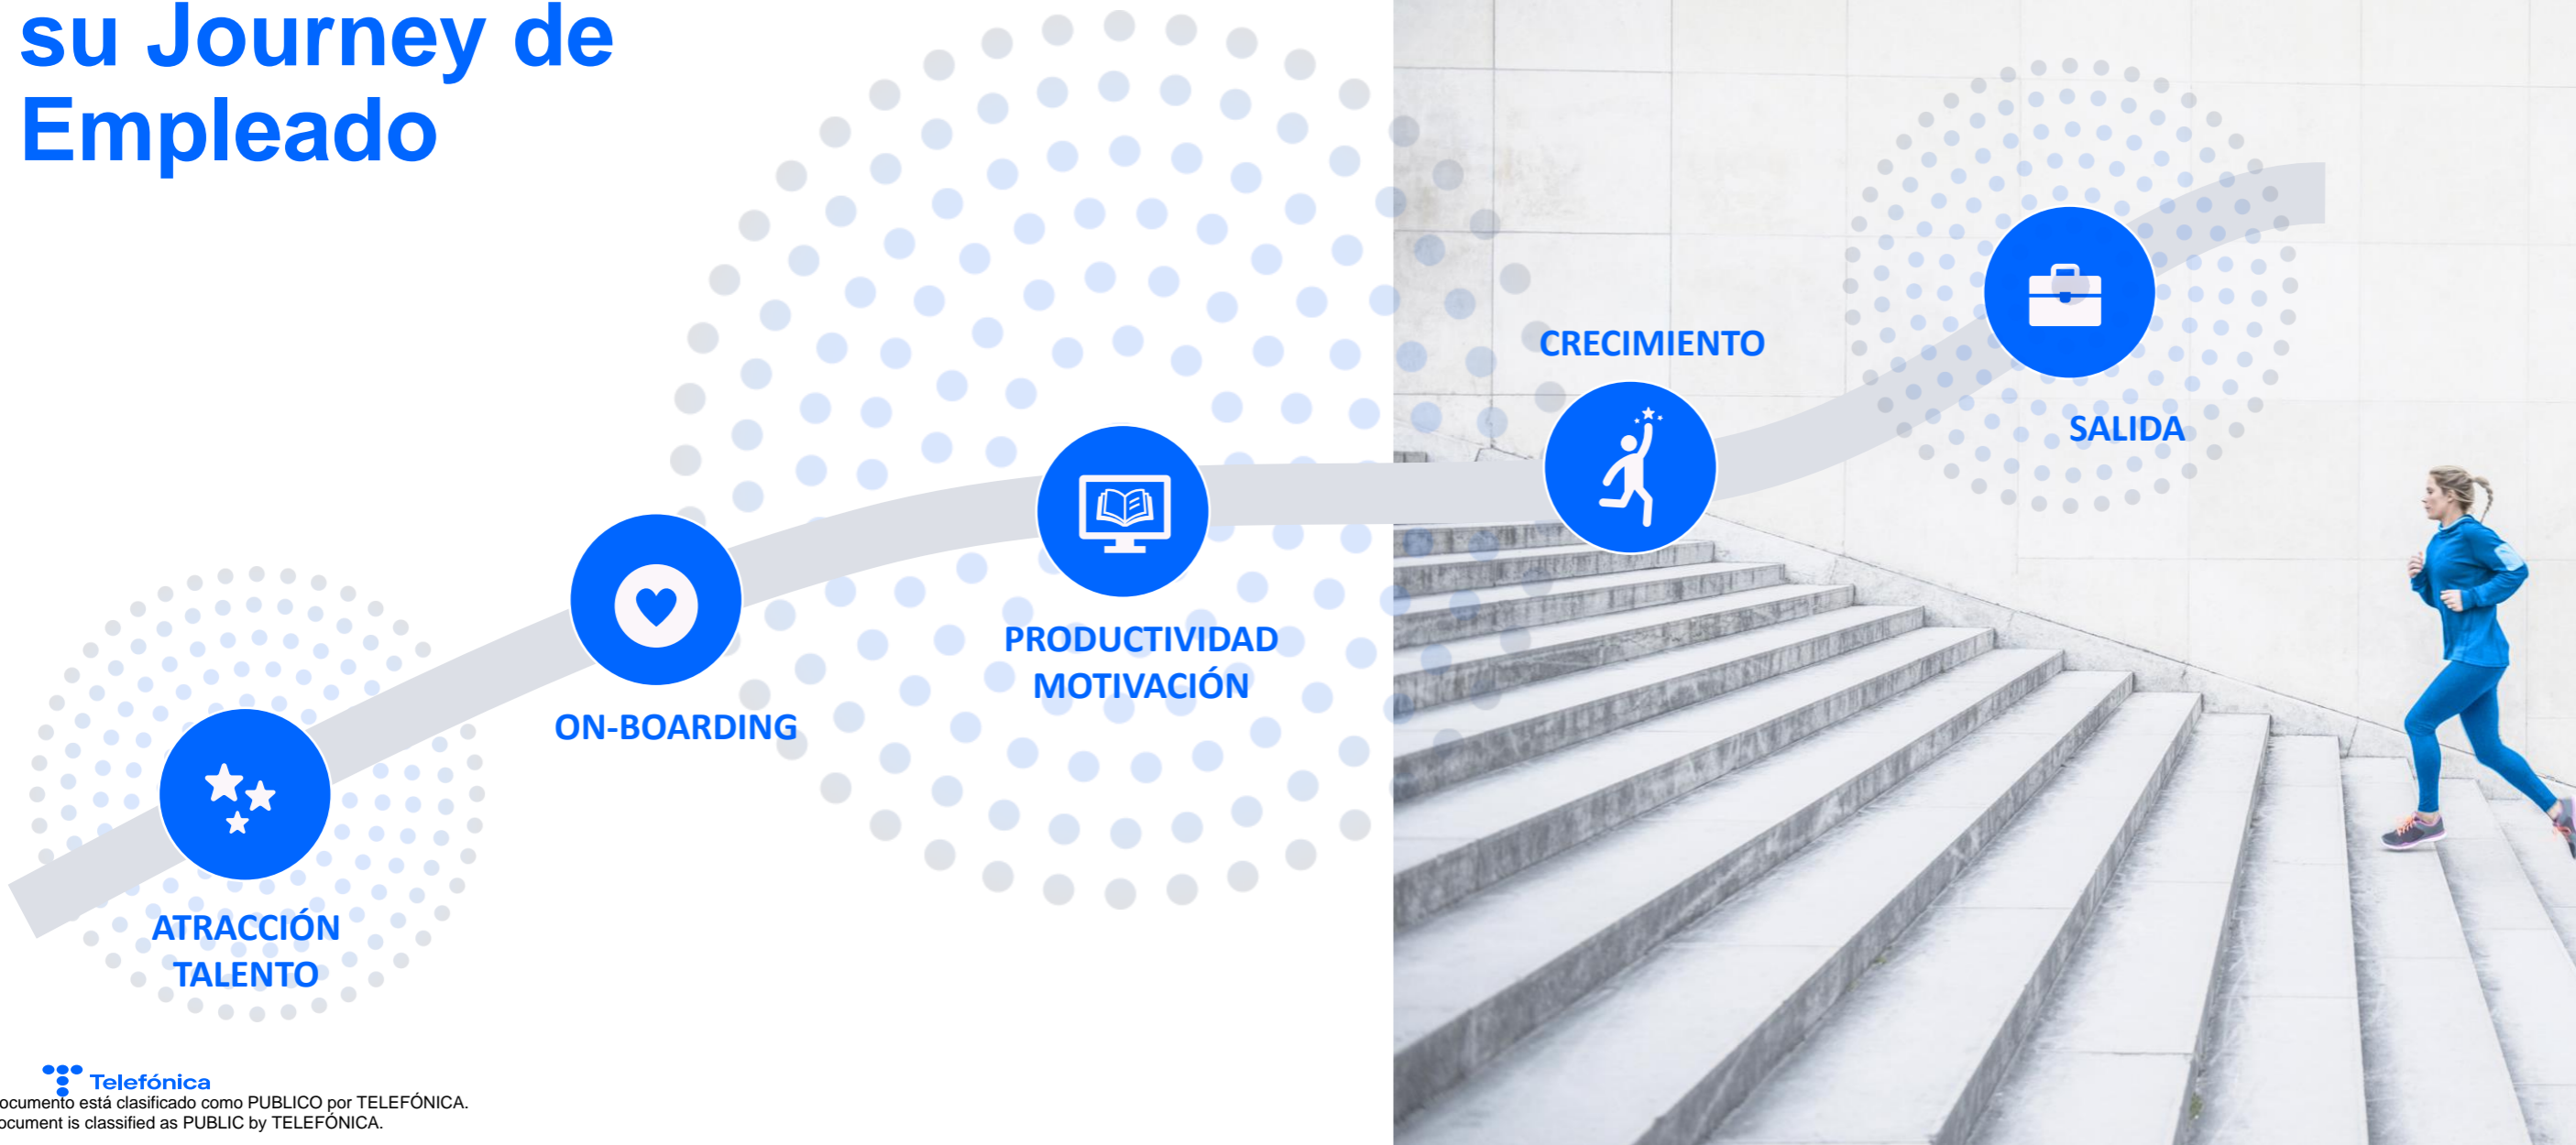 su Journey de
Empleado
CRECIMIENTO
SALIDA
PRODUCTIVIDAD
MOTIVACIÓN
ON-BOARDING
ATRACCIÓN
TALENTO
Telefónica
ocumento está clasificado como PUBLICO por TELEFÓNICA.
ocument is classified as PUBLIC by TELEFÓNICA.